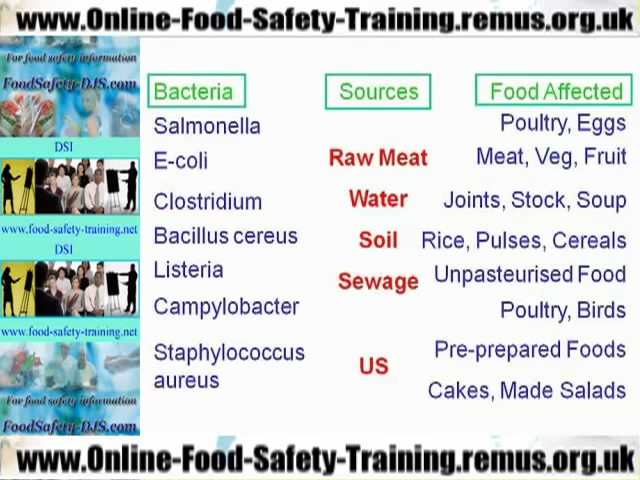 www.Online-Food-Safety-Training.remus.org.uk
For food safety information
FoodSafety-DJS.com
DSI
www.food-safety-training.net
DSI
www.food-safety-training.net
For food safety information
FoodSafety-DJS.com
Bacteria Sources Food Affected
Salmonella Poultry, Eggs
E-coli Raw Meat Meat, Veg, Fruit
Clostridium Water Joints, Stock, Soup
Bacillus cereus Soil Rice, Pulses, Cereals
Listeria Sewage Unpasteurised Food
Campylobacter Poultry, Birds
Staphylococcus US Pre-prepared Foods
aureus Cakes, Made Salads
www.Online-Food-Safety-Training.remus.org.uk